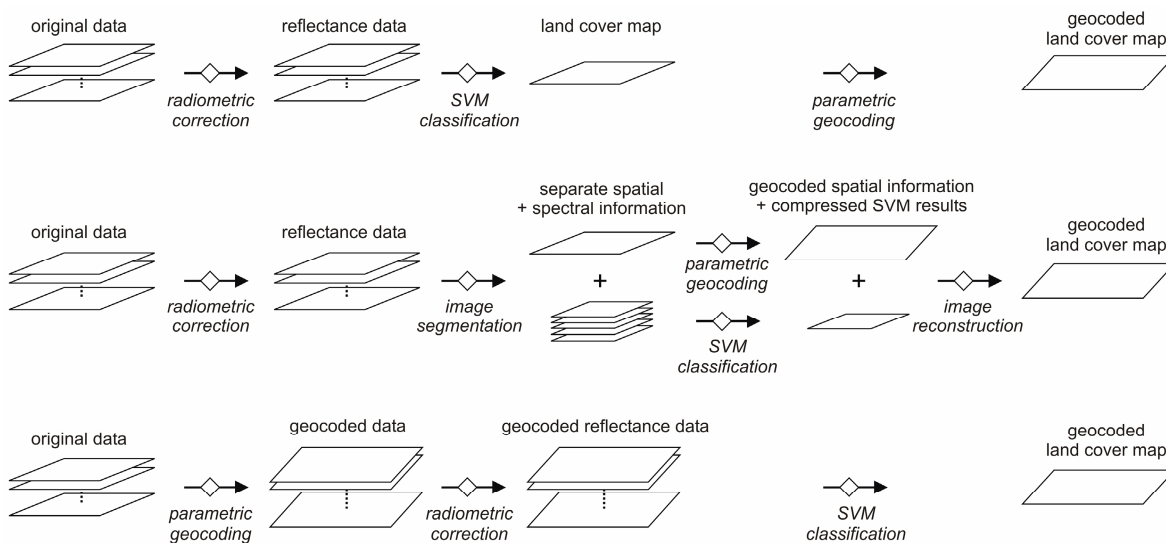 original data
reflectance data
land cover map
geocoded
land cover map
radiometric
correction
SVM
classification
parametric
geocoding
separate spatial
+ spectral information
geocoded spatial information
+ compressed SVM results
original data
reflectance data
geocoded
land cover map
radiometric
correction
image
segmentation
+
parametric
geocoding
SVM
classification
+
image
reconstruction
original data
geocoded data
geocoded reflectance data
geocoded
land cover map
parametric
geocoding
radiometric
correction
SVM
classification